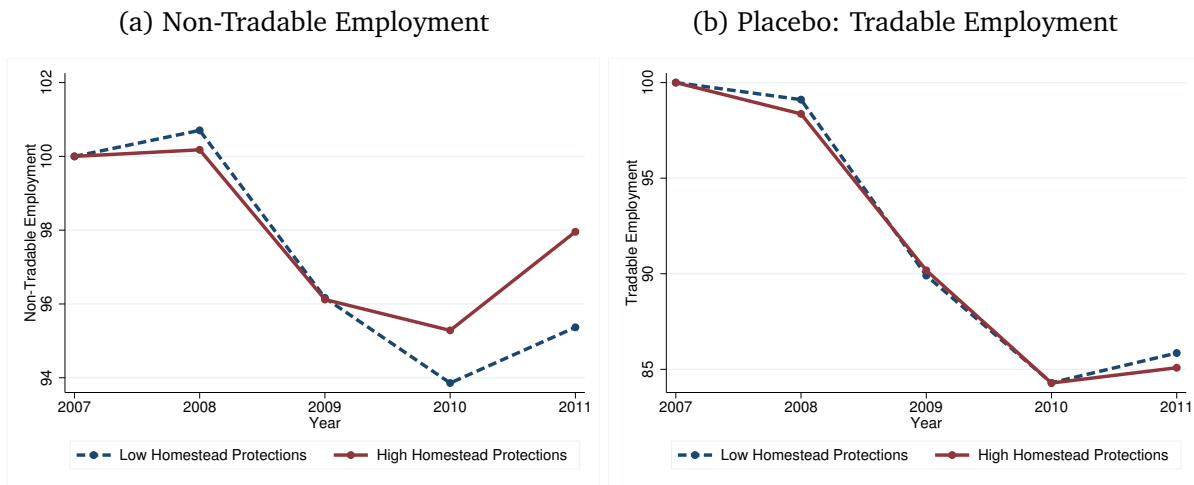 (a) Non-Tradable Employment
102
100
98
96
94
Non-Tradable Employment
2007
2008
2009
2010
2011
Year
Low Homestead Protections
High Homestead Protections
(b) Placebo: Tradable Employment
100
95
90
85
Tradable Employment
2007
2008
2009
2010
2011
Year
Low Homestead Protections
High Homestead Protections